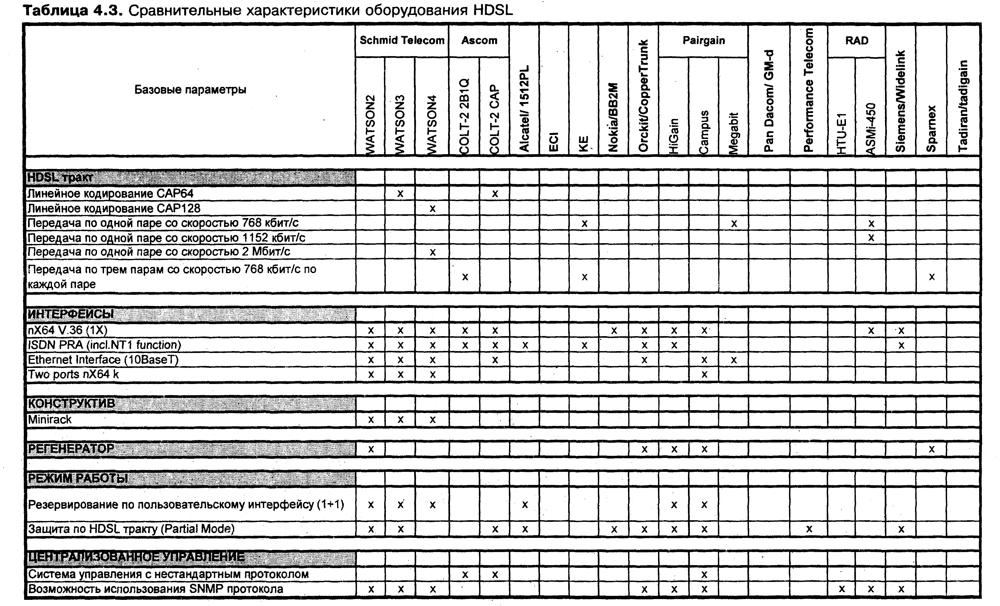 Таблица 4.3. Сравнительные характеристики оборудования HDSL
Базовые параметры
Schmid Telecom
Ascom
Pairgain
RAD
WATSON2
WATSON3
WATSON4
COLT-2 2B1Q
COLT-2 CAP
Alcatel/ 1512PL
ECI
KE
Nokia/BB2M
Orckit/CopperTrunk
HiGain
Campus
Megabit
Pan Dacom/ GM-d
Performance Telecom
HTU-E1
ASMi-450
Siemens/Widelink
Sparnex
Tadiran/tadigain
HDSL тракт
Линейное кодирование CAP64 x x
Линейное кодирование CAP128 x
Передача по одной паре со скоростью 768 кбит/с x x x
Передача по одной паре со скоростью 1152 кбит/с x
Передача по одной паре со скоростью 2 Мбит/с x
Передача по трем парам со скоростью 768 кбит/с по
каждой паре x x x
ИНТЕРФЕЙСЫ
nX64 V.36 (1X) x x x x x x x x x x x
ISDN PRA (incl.NT1 function) x x x x x x x x x x
Ethernet Interface (10BaseT) x x x x x x x
Two ports nX64 k x x x x
КОНСТРУКТИВ
Minirack x x x
РЕГЕНЕРАТОР x x x x x
РЕЖИМ РАБОТЫ
Резервирование по пользовательскому интерфейсу (1+1) x x x x x x
Защита по HDSL тракту (Partial Mode) x x x x x x x x x x
ЦЕНТРАЛИЗОВАННОЕ УПРАВЛЕНИЕ
Система управления с нестандартным протоколом x x x
Возможность использования SNMP протокола x x x x x x x x x